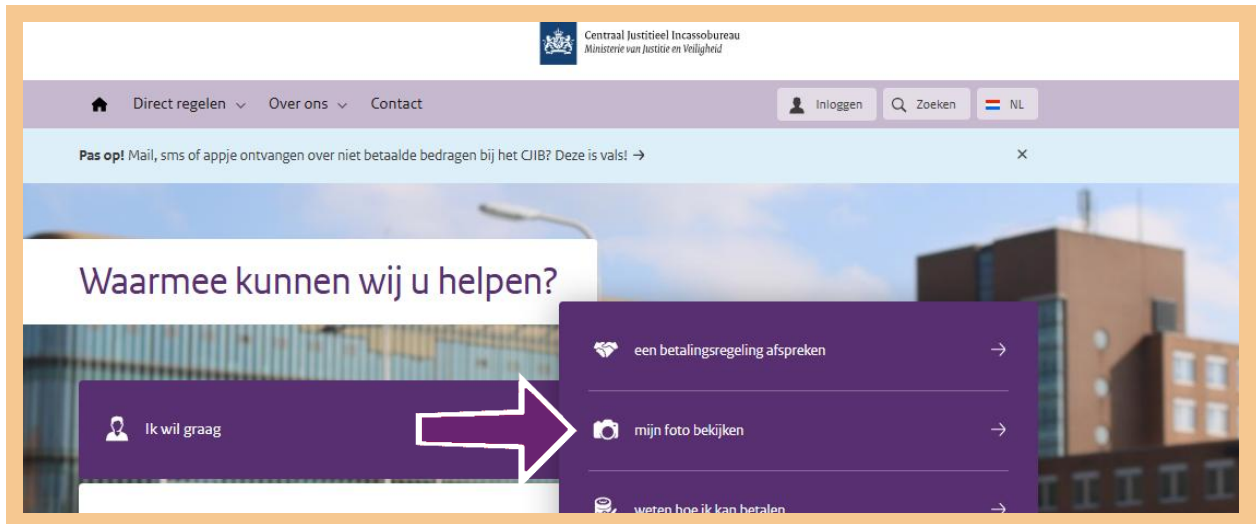 Centraal Justitieel Incassobureau
Ministerie van Justitie en Veiligheid
Direct regelen
Over ons
Contact
Inloggen
Zoeken
NL
Pas op! Mail, sms of appje ontvangen over niet betaalde bedragen bij het CJIB? Deze is vals! →
Waarmee kunnen wij u helpen?
een betalingsregeling afspreken
Ik wil graag
mijn foto bekijken
weten hoe ik kan betalen